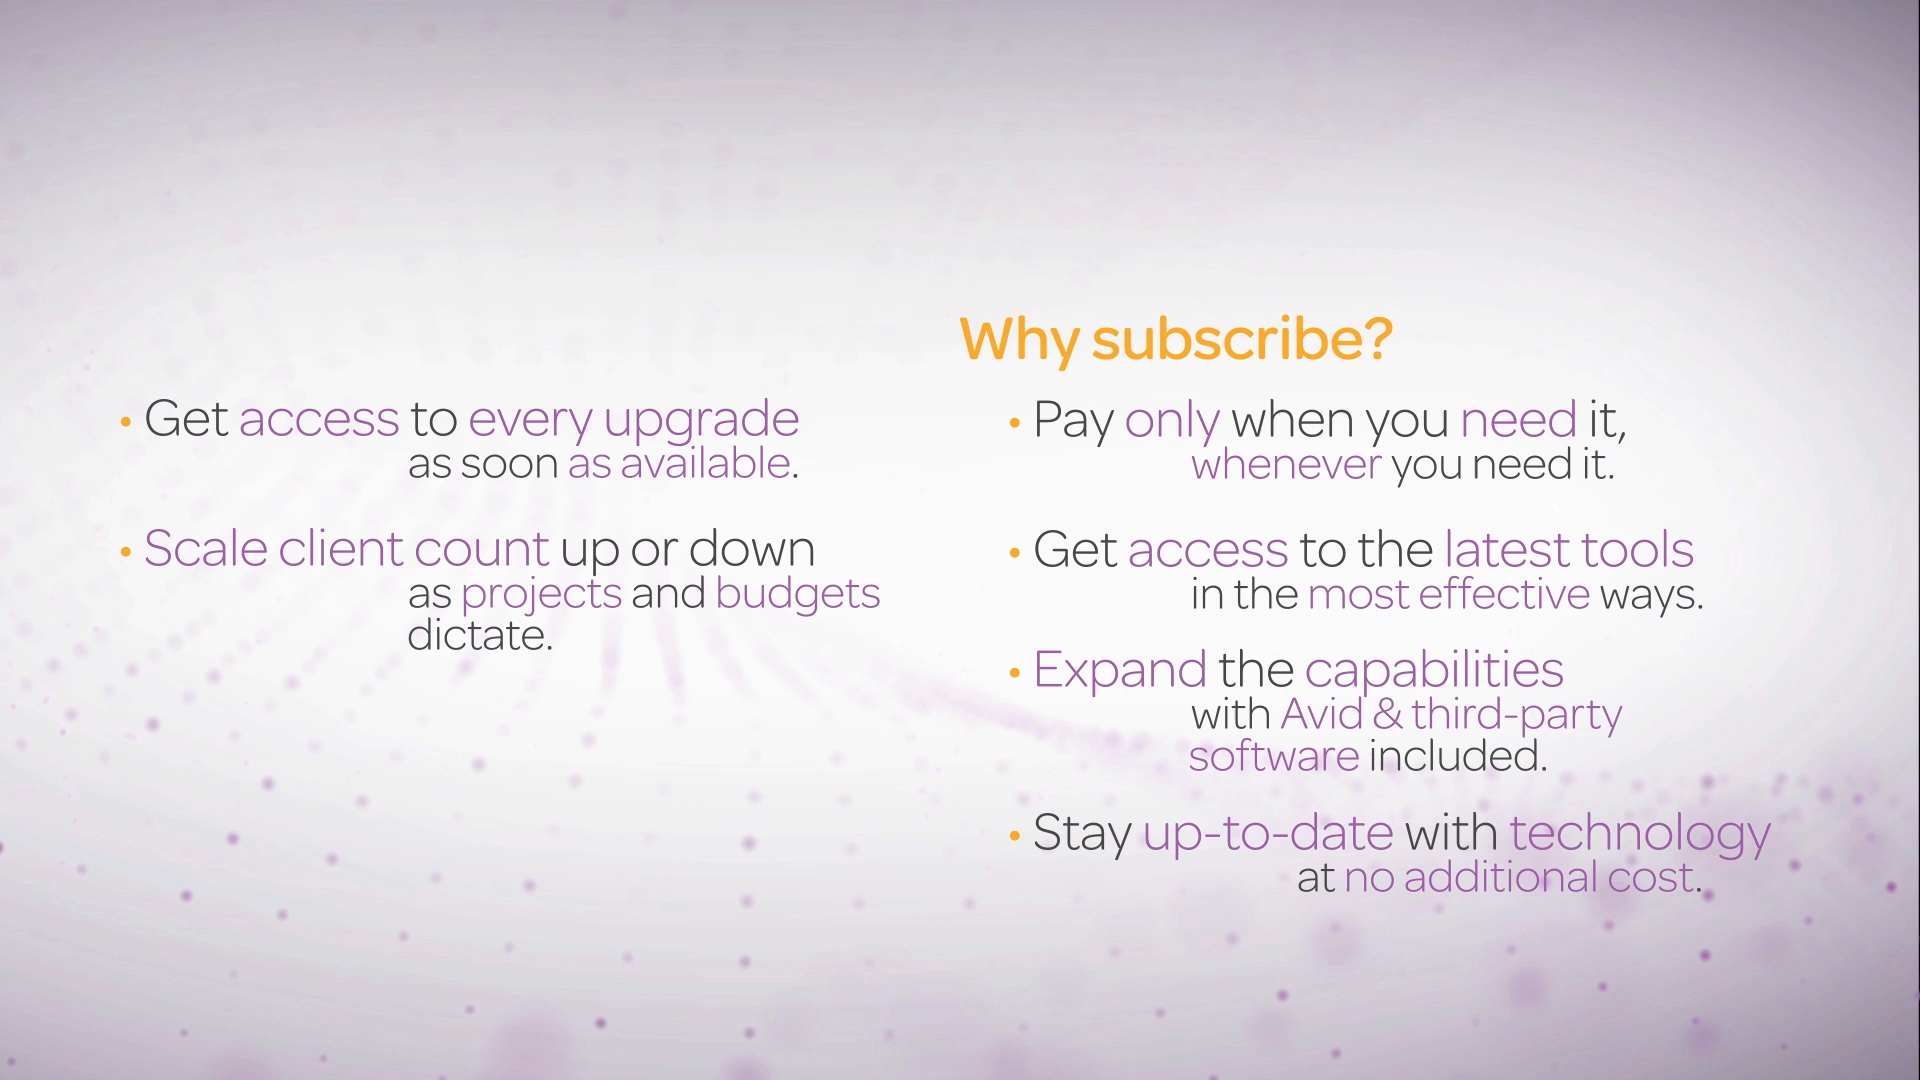 Why subscribe?
• Get access to every upgrade
as soon as available.
• Scale client count up or down
as projects and budgets
dictate.
• Pay only when you need it,
whenever you need it.
• Get access to the latest tools
in the most effective ways.
• Expand the capabilities
with Avid & third-party
software included.
• Stay up-to-date with technology
at no additional cost.